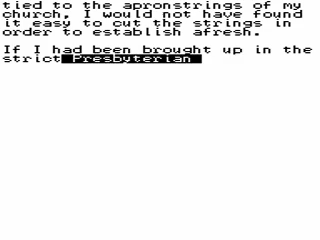 tied to the apronstrings of my
church, I would not have found
it easy to cut the strings in
order to establish afresh.
If I had been brought up in the
strict Presbyterian